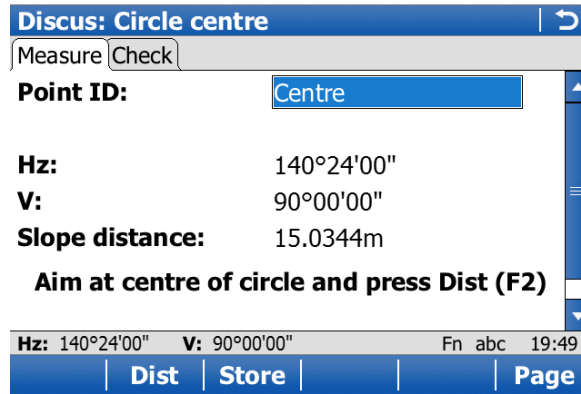 Discus: Circle centre
Measure Check
Point ID: Centre
Hz: 140°24'00"
V: 90°00'00"
Slope distance: 15.0344m
Aim at centre of circle and press Dist (F2)
Hz: 140°24'00" V: 90°00'00" Fn abc 19:49
Dist Store Page